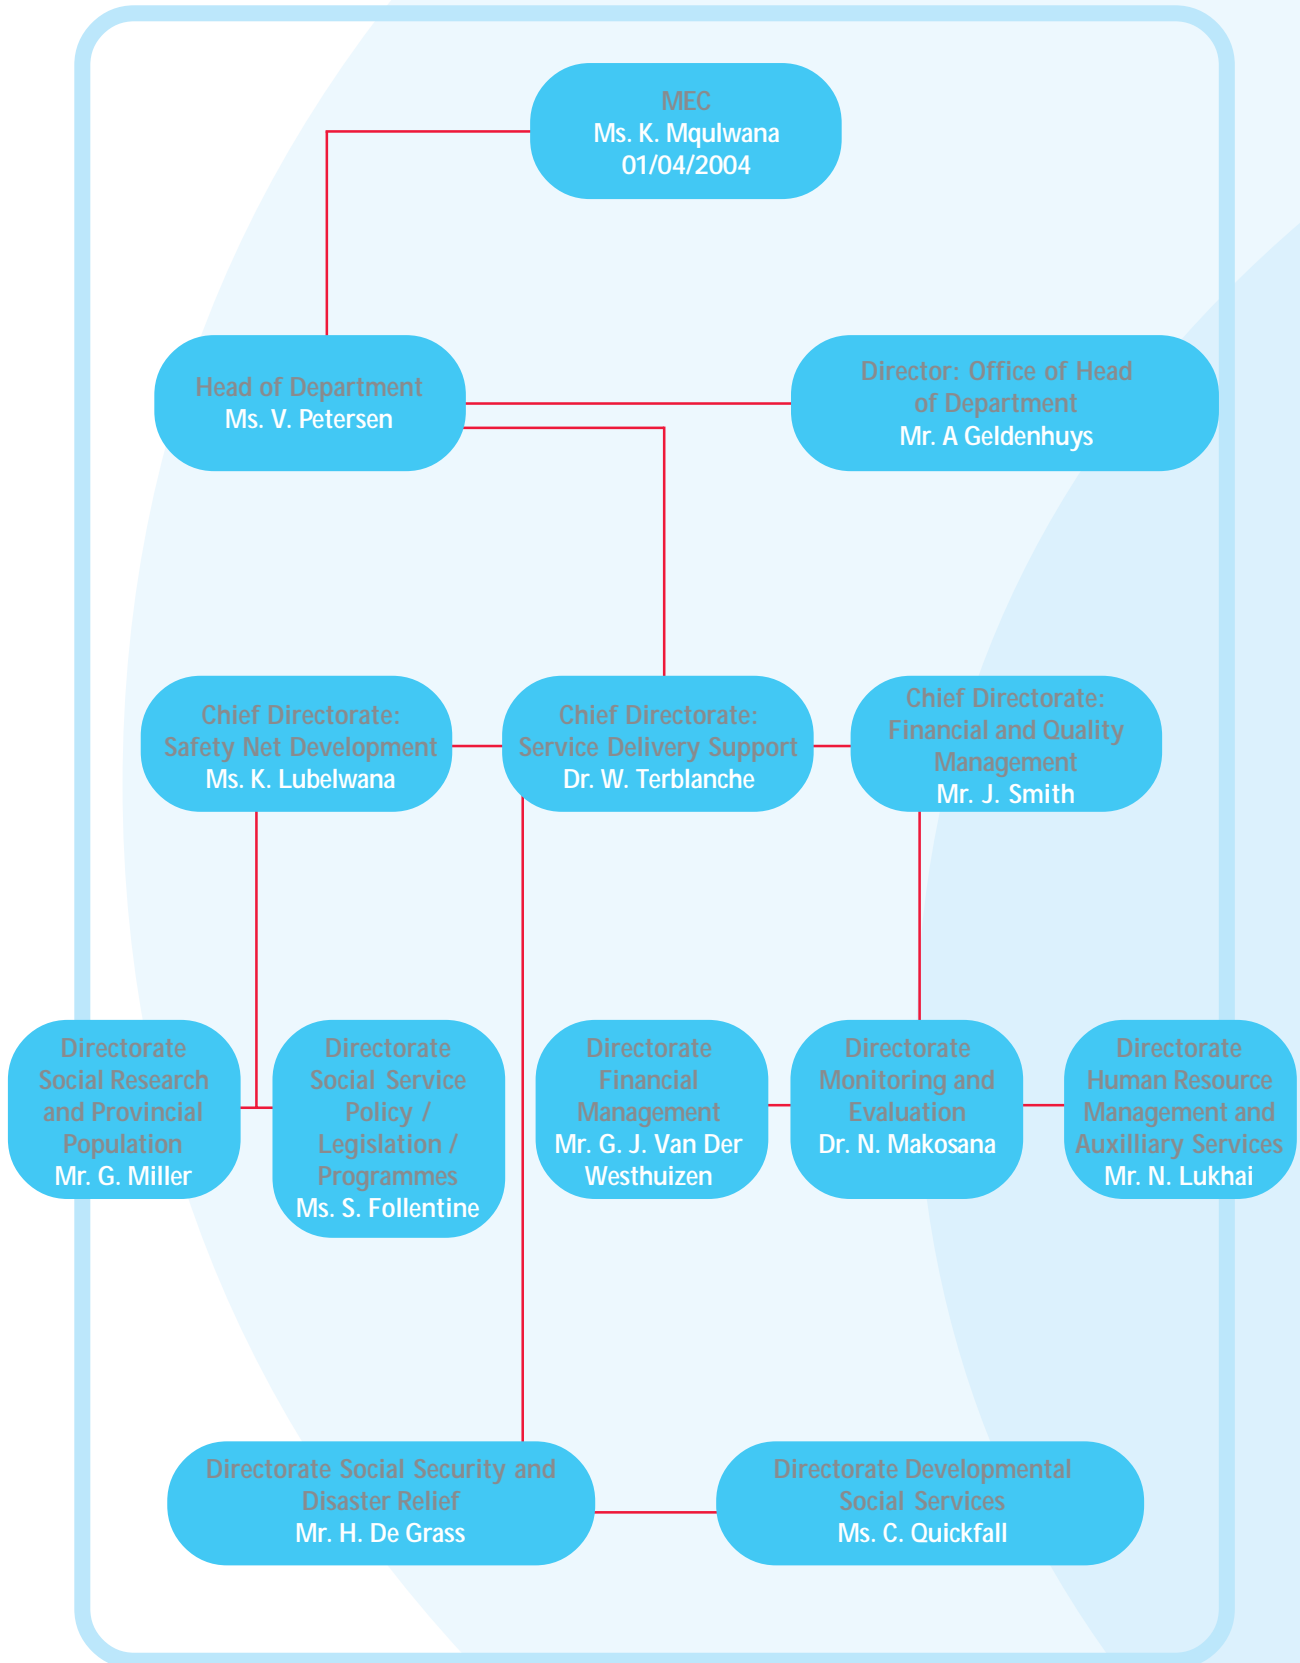 MEC
Ms. K. Mqulwana
01/04/2004
Head of Department
Ms. V. Petersen
Director: Office of Head
of Department
Mr. A Geldenhuys
Chief Directorate:
Safety Net Development
Ms. K. Lubelwana
Chief Directorate:
Service Delivery Support
Dr. W. Terblanche
Chief Directorate:
Financial and Quality
Management
Mr. J. Smith
Directorate
Social Research
and Provincial
Population
Mr. G. Miller
Directorate
Social Service
Policy /
Legislation /
Programmes
Ms. S. Follentine
Directorate
Financial
Management
Mr. G. J. Van Der
Westhuizen
Directorate
Monitoring and
Evaluation
Dr. N. Makosana
Directorate
Human Resource
Management and
Auxilliary Services
Mr. N. Lukhai
Directorate Social Security and
Disaster Relief
Mr. H. De Grass
Directorate Developmental
Social Services
Ms. C. Quickfall